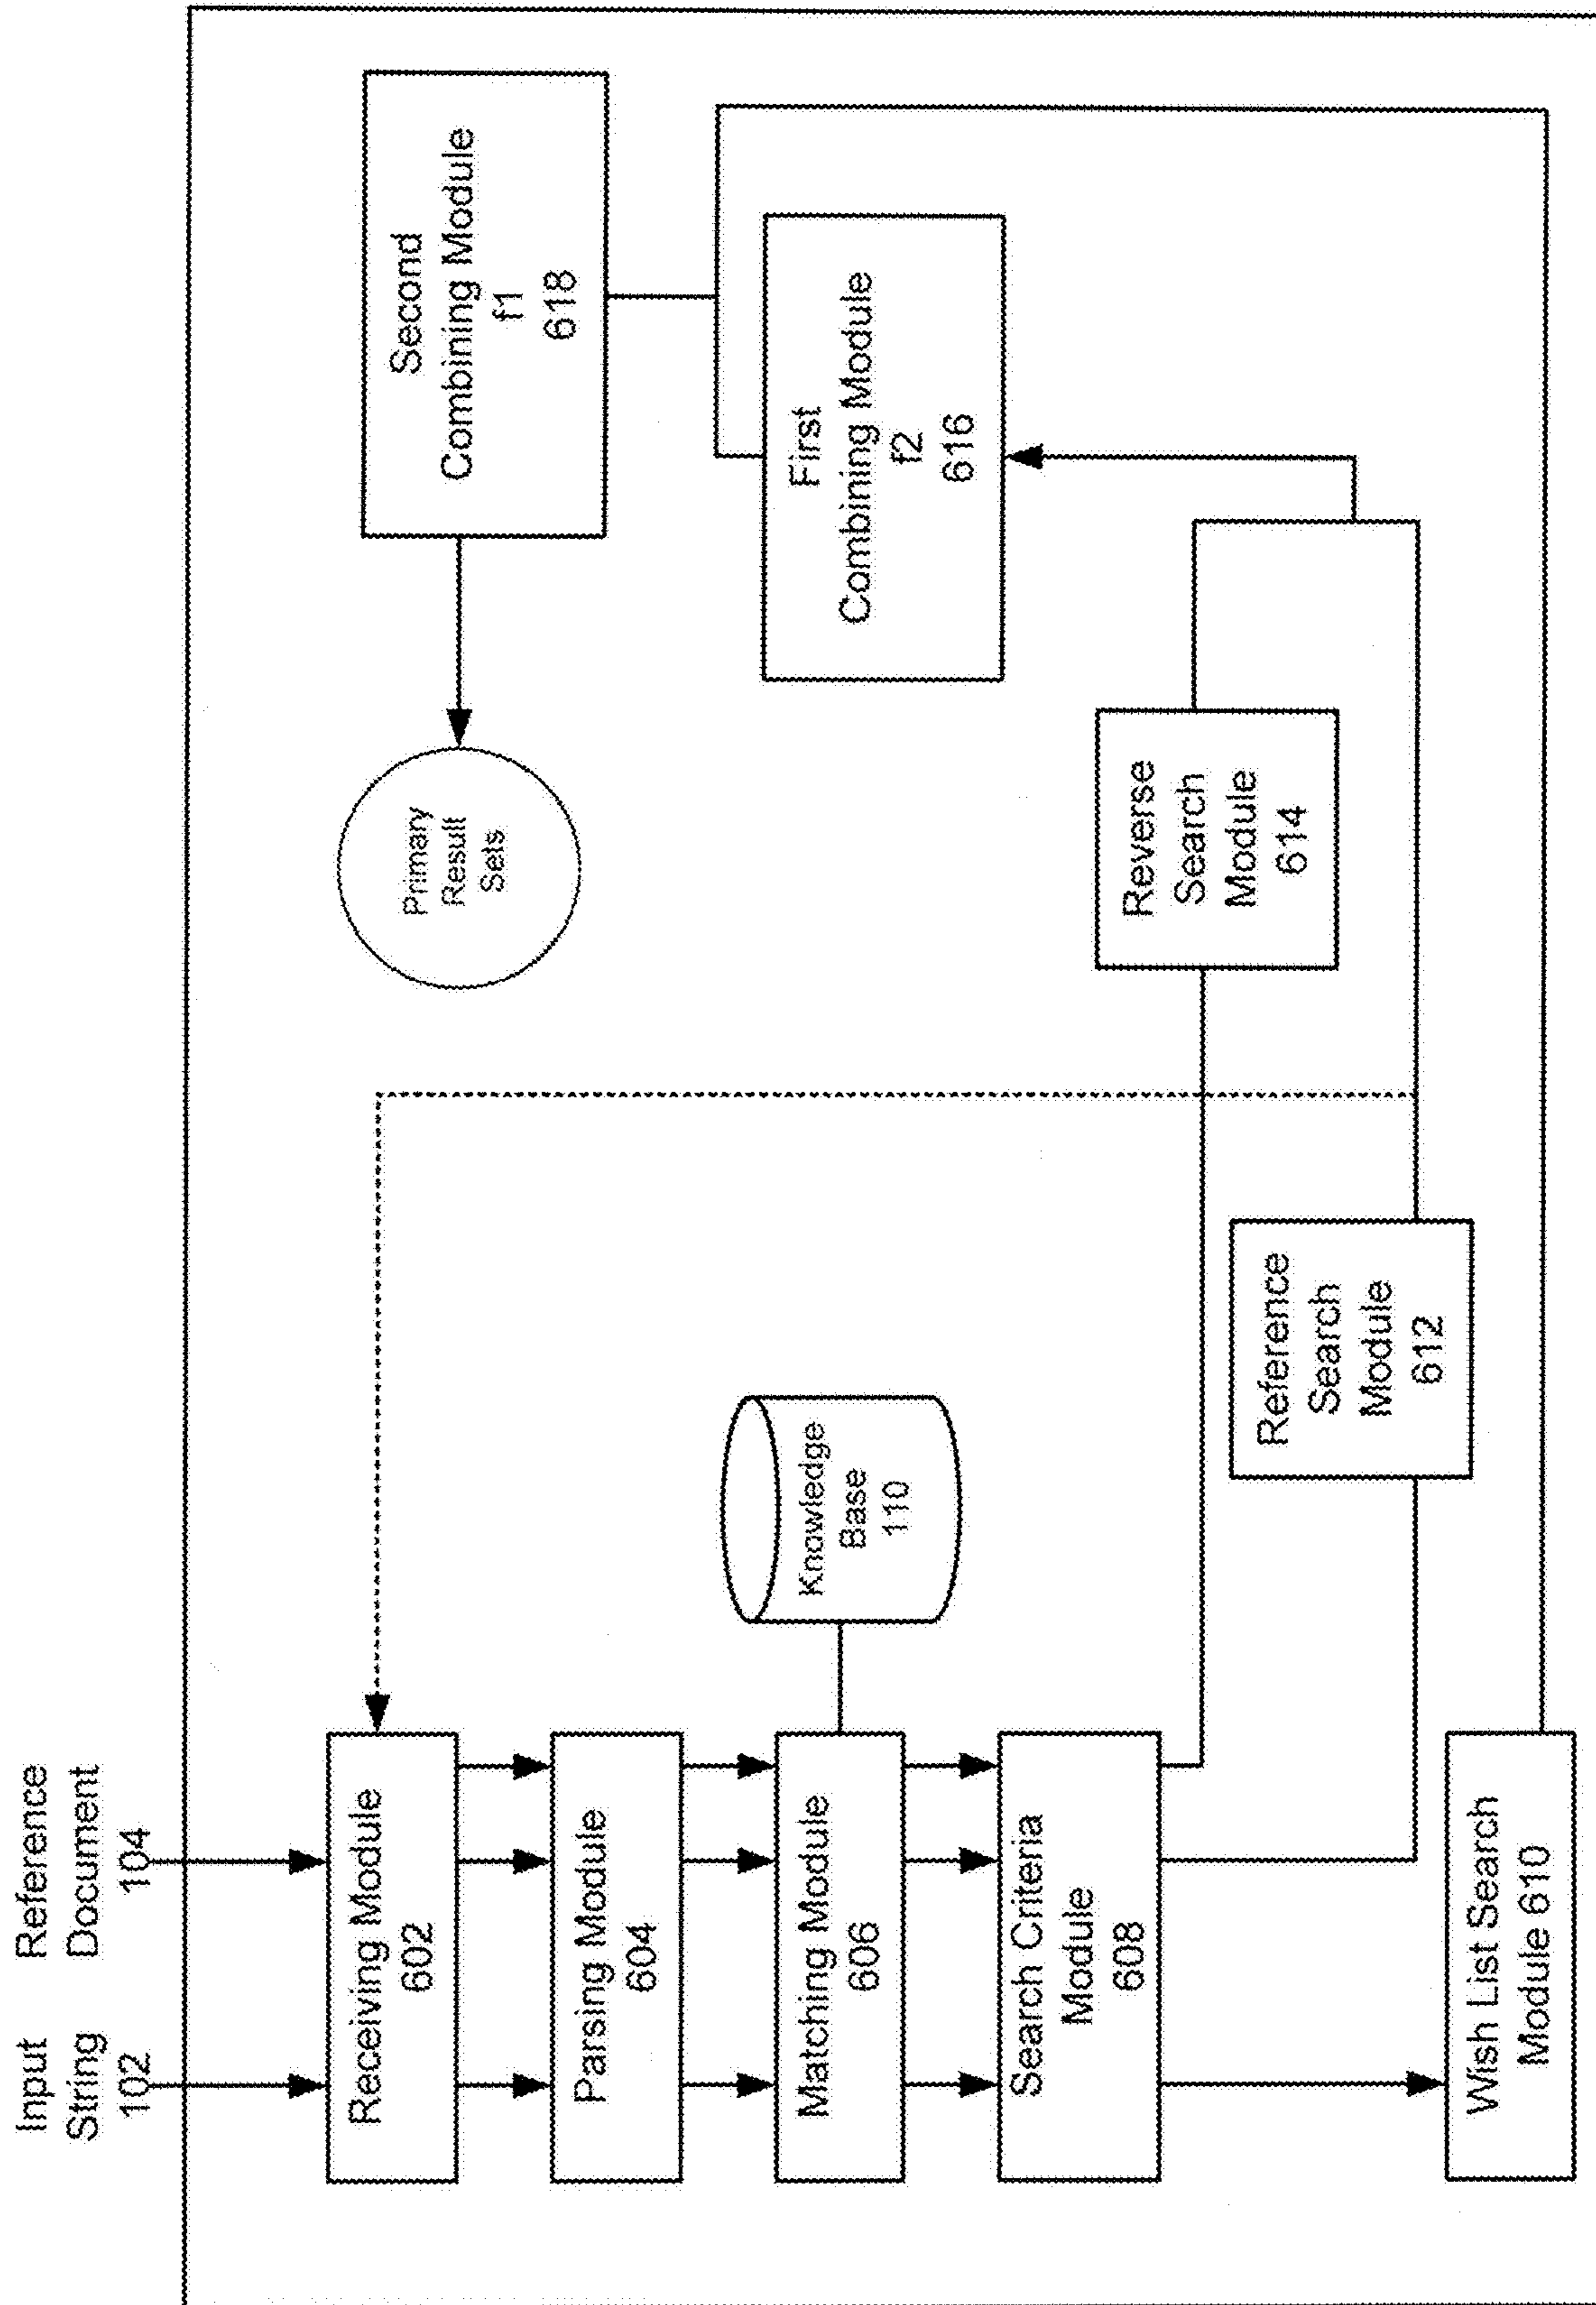 Input
String
102
Reference
Document
104
Receiving Module
602
Parsing Module
604
Matching Module
606
Search Criteria
Module
608
Wish List Search
Module 610
Knowledge
Base
110
Reference
Search
Module
612
Reverse
Search
Module
614
Primary
Result
Sets
First
Combining Module
f2
616
Second
Combining Module
f1
618